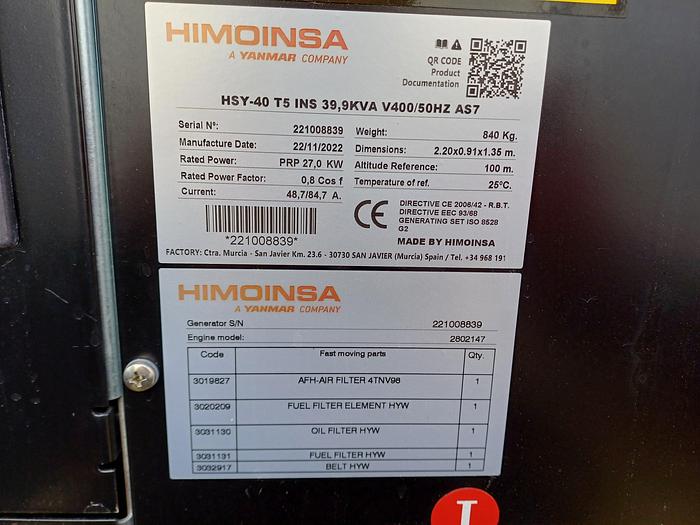 HIMOINSA
A YANMAR COMPANY
QR CODE
Product
Documentation
HSY-40 T5 INS 39,9KVA V400/50HZ AS7
Serial Nº: 221008839
Manufacture Date: 22/11/2022
Rated Power: PRP 27,0 KW
Rated Power Factor: 0,8 Cos f
Current: 48,7/84,7 A.
Weight: 840 Kg.
Dimensions: 2.20x0.91x1.35 m.
Altitude Reference: 100 m.
Temperature of ref. 25ºC.
*221008839*
CE
DIRECTIVE CE 2006/42 - R.B.T.
DIRECTIVE EEC 93/68
GENERATING SET ISO 8528
G2
MADE BY HIMOINSA
FACTORY: Ctra. Murcia - San Javier Km. 23.6 - 30730 SAN JAVIER (Murcia) Spain / Tel. +34 968 191
HIMOINSA
A YANMAR COMPANY
Generator S/N 221008839
Engine model: 2802147
Code Fast moving parts Qty.
3019827 AFH-AIR FILTER 4TNV98 1
3020209 FUEL FILTER ELEMENT HYW 1
3031130 OIL FILTER HYW 1
3031131 FUEL FILTER HYW 1
3032917 BELT HYW 1